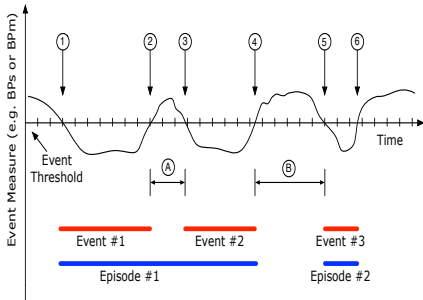 Event Measure (e.g. BPs or BPm)
1 2 3 4 5 6
Time
Event
Threshold
A B
Event #1 Event #2 Event #3
Episode #1 Episode #2